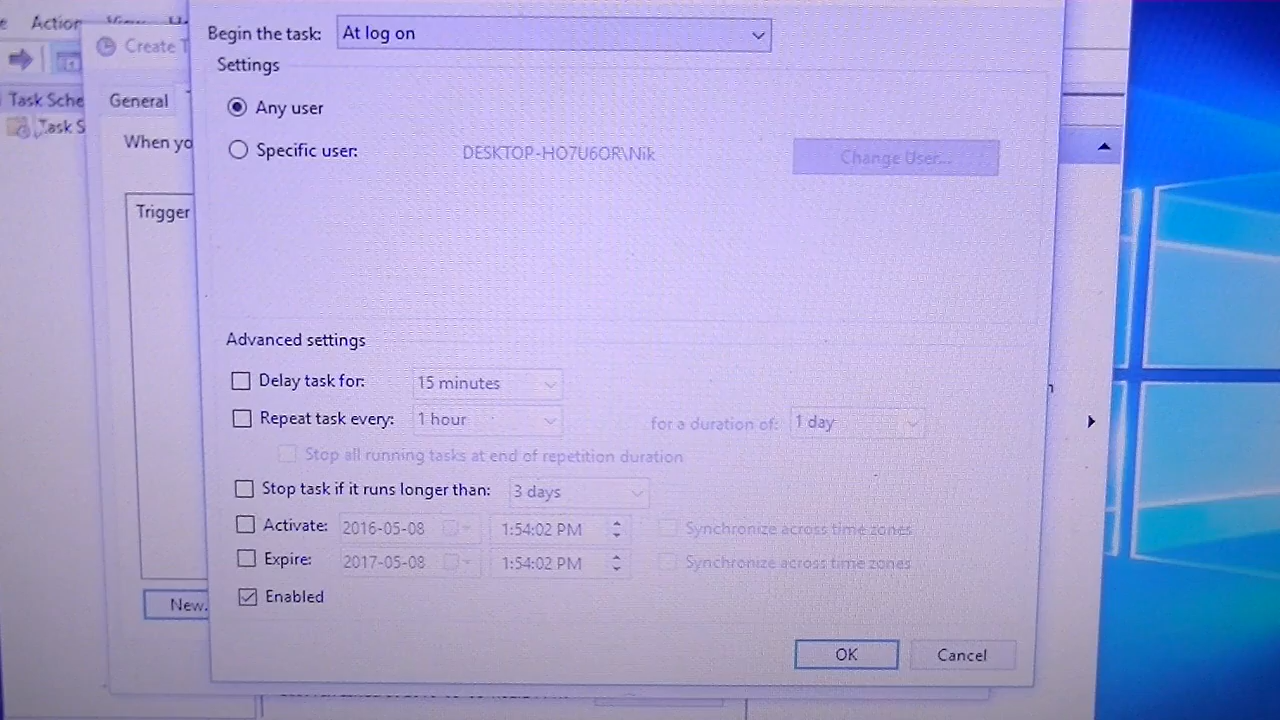 Action View
Begin the task: At log on
Create T
Settings
Task Sche
General
Any user
Task S
When yo
Specific user: DESKTOP-HO7U6OR\Nik Change User...
Trigger
Advanced settings
Delay task for: 15 minutes
Repeat task every: 1 hour for a duration of: 1 day
Stop all running tasks at end of repetition duration
Stop task if it runs longer than: 3 days
Activate: 2016-05-08 1:54:02 PM Synchronize across time zones
Expire: 2017-05-08 1:54:02 PM Synchronize across time zones
Enabled
New.
OK Cancel